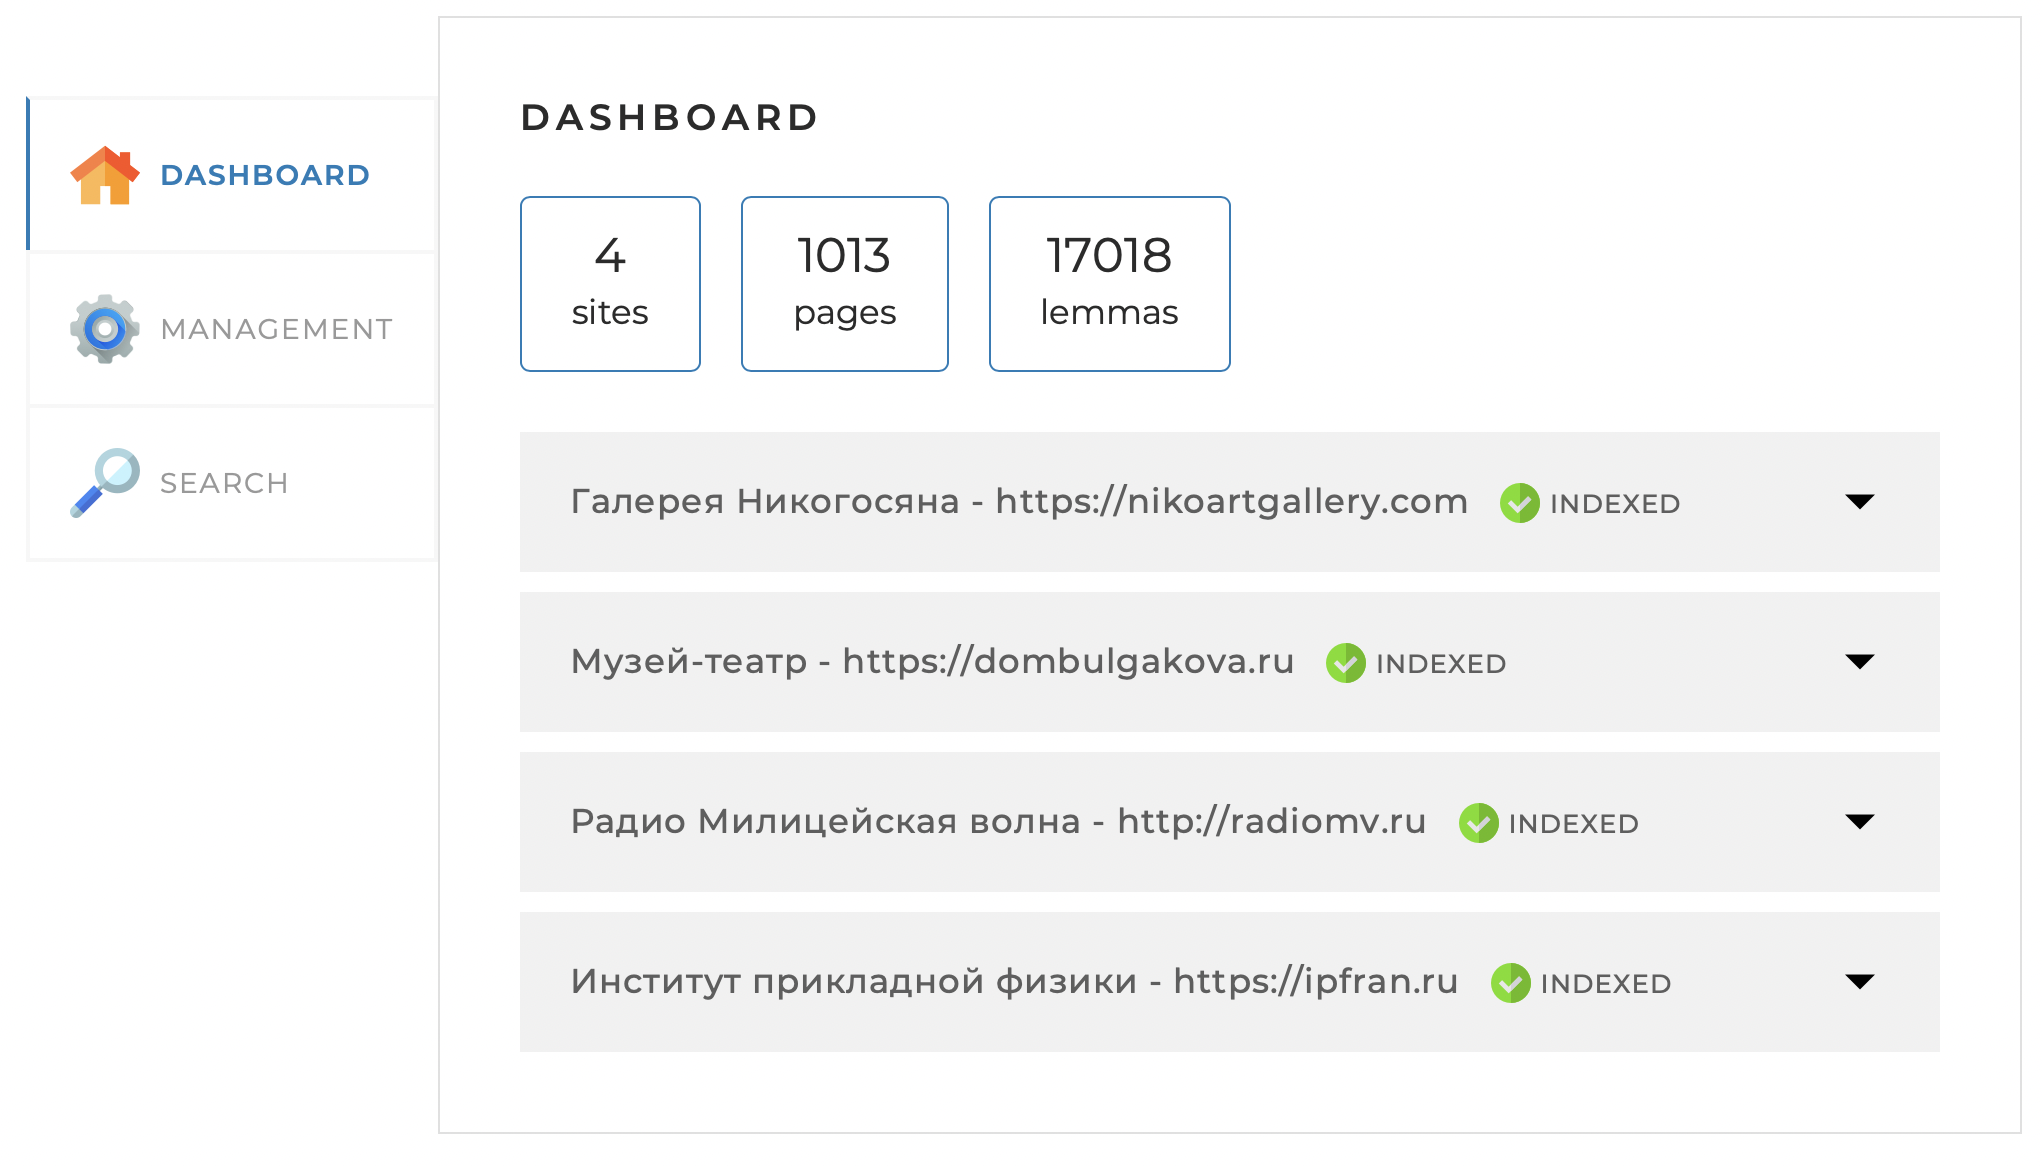 DASHBOARD
MANAGEMENT
SEARCH
DASHBOARD
4
sites
1013
pages
17018
lemmas
Галерея Никогосяна - https://nikoartgallery.com INDEXED
Музей-театр - https://dombulgakova.ru INDEXED
Радио Милицейская волна - http://radiomv.ru INDEXED
Институт прикладной физики - https://ipfran.ru INDEXED